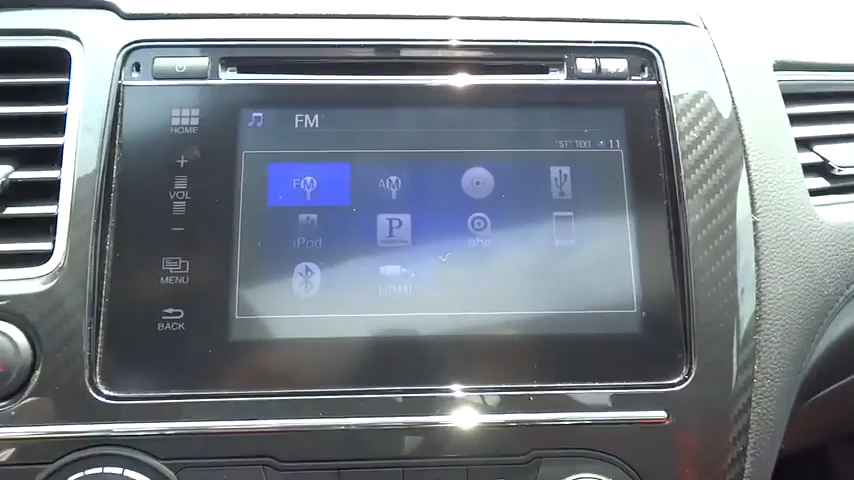 FM
HOME
ST TEXT 11
+
FM
AM
VOL
iPod
P
aha
−
MENU
HDMI
BACK